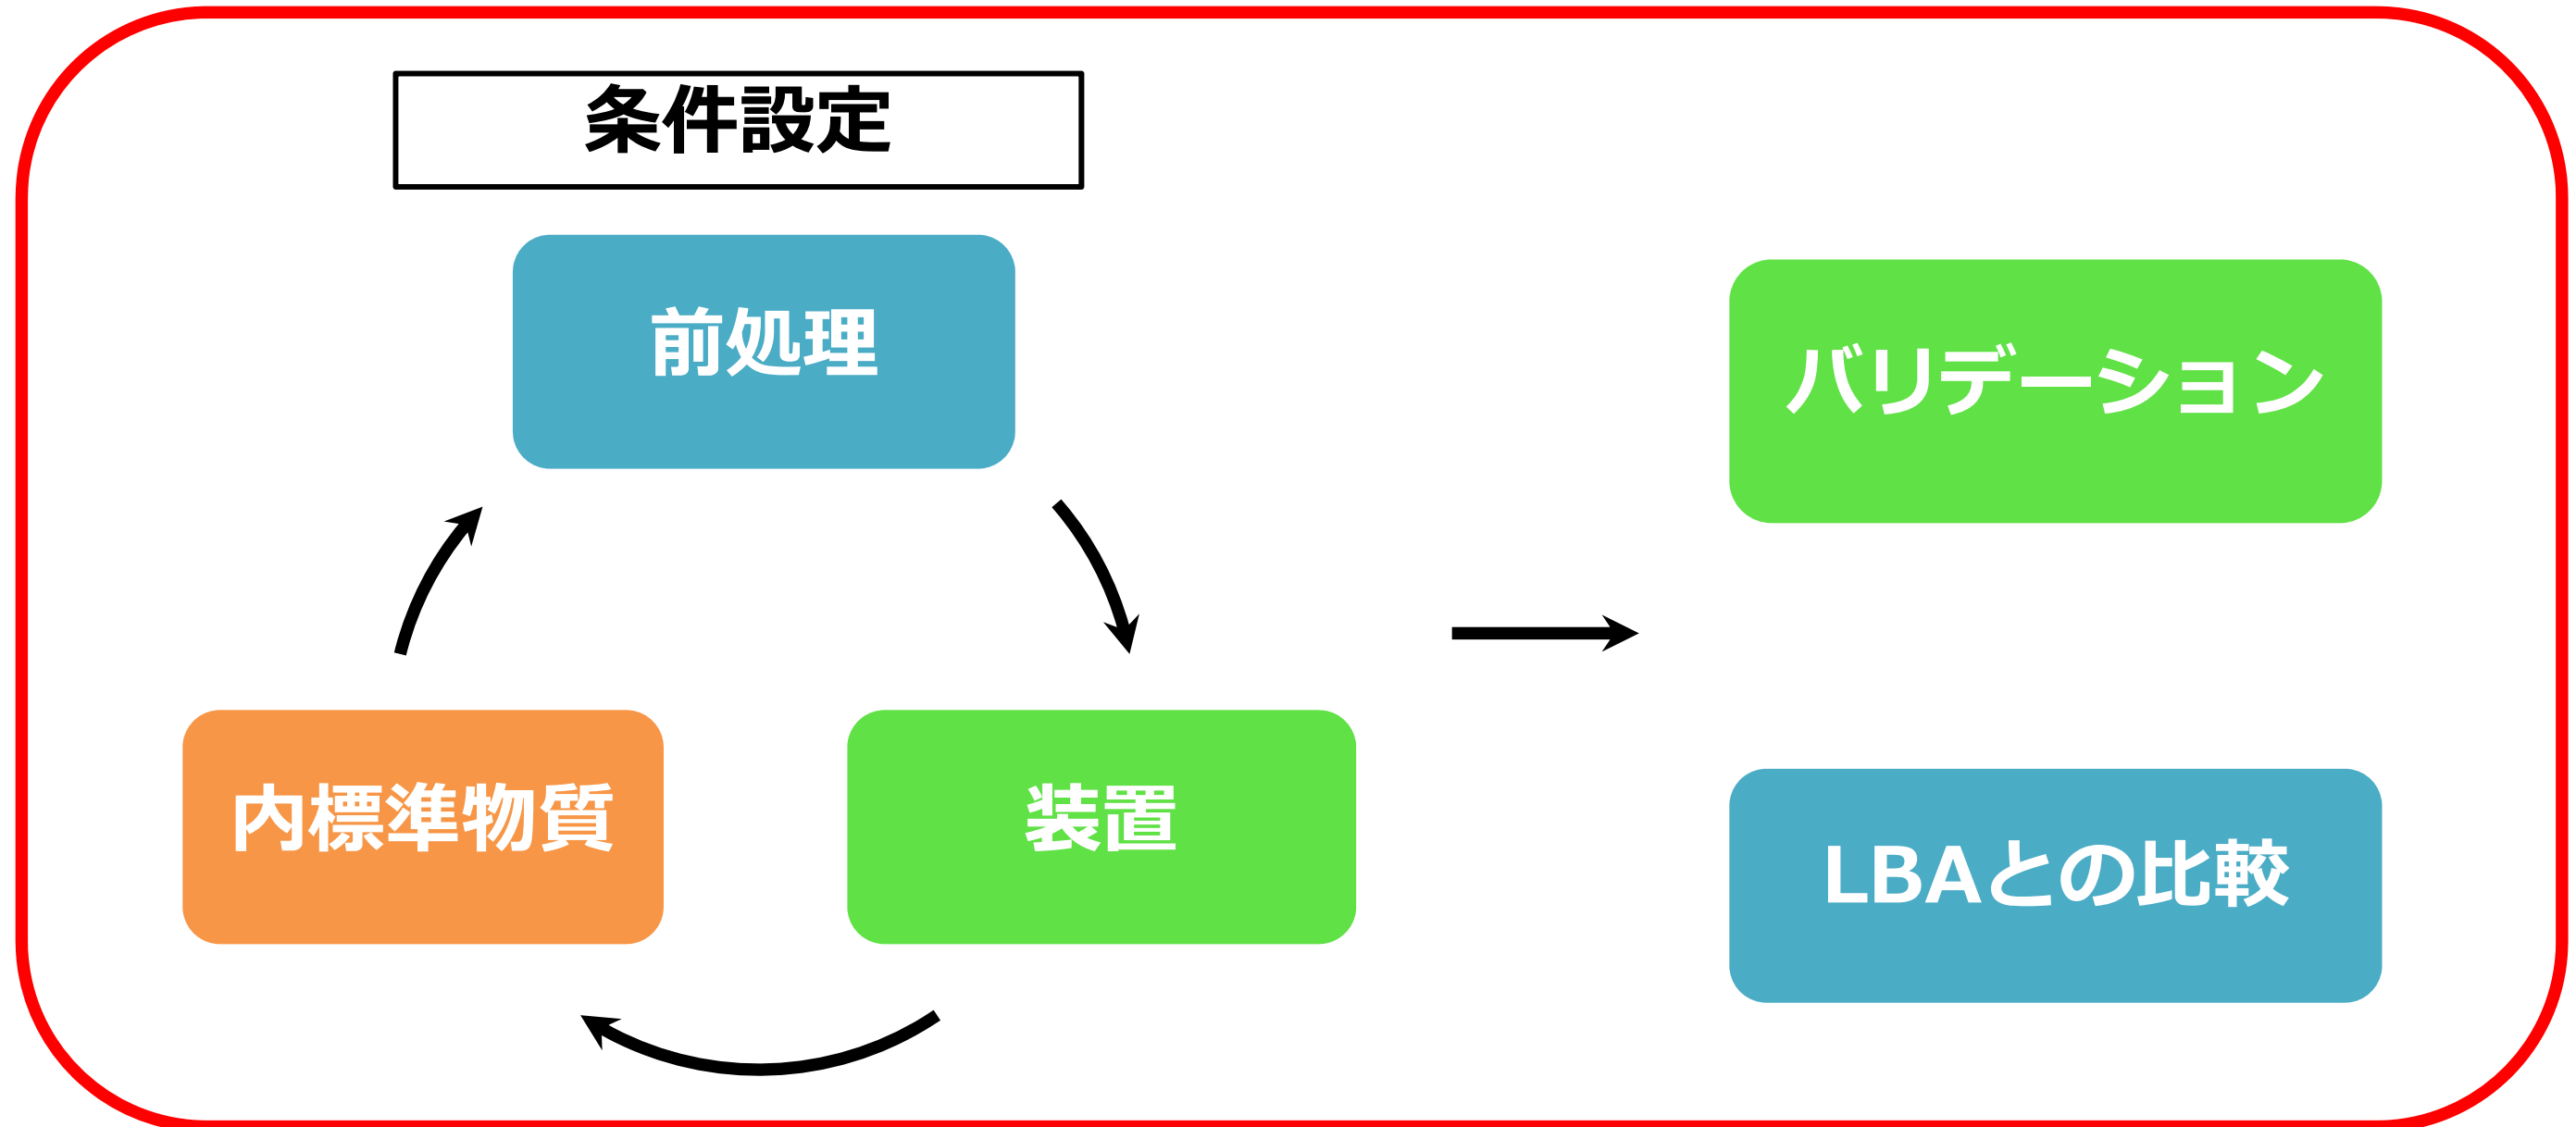 条件設定
前処理
内標準物質
装置
バリデーション
LBAとの比較